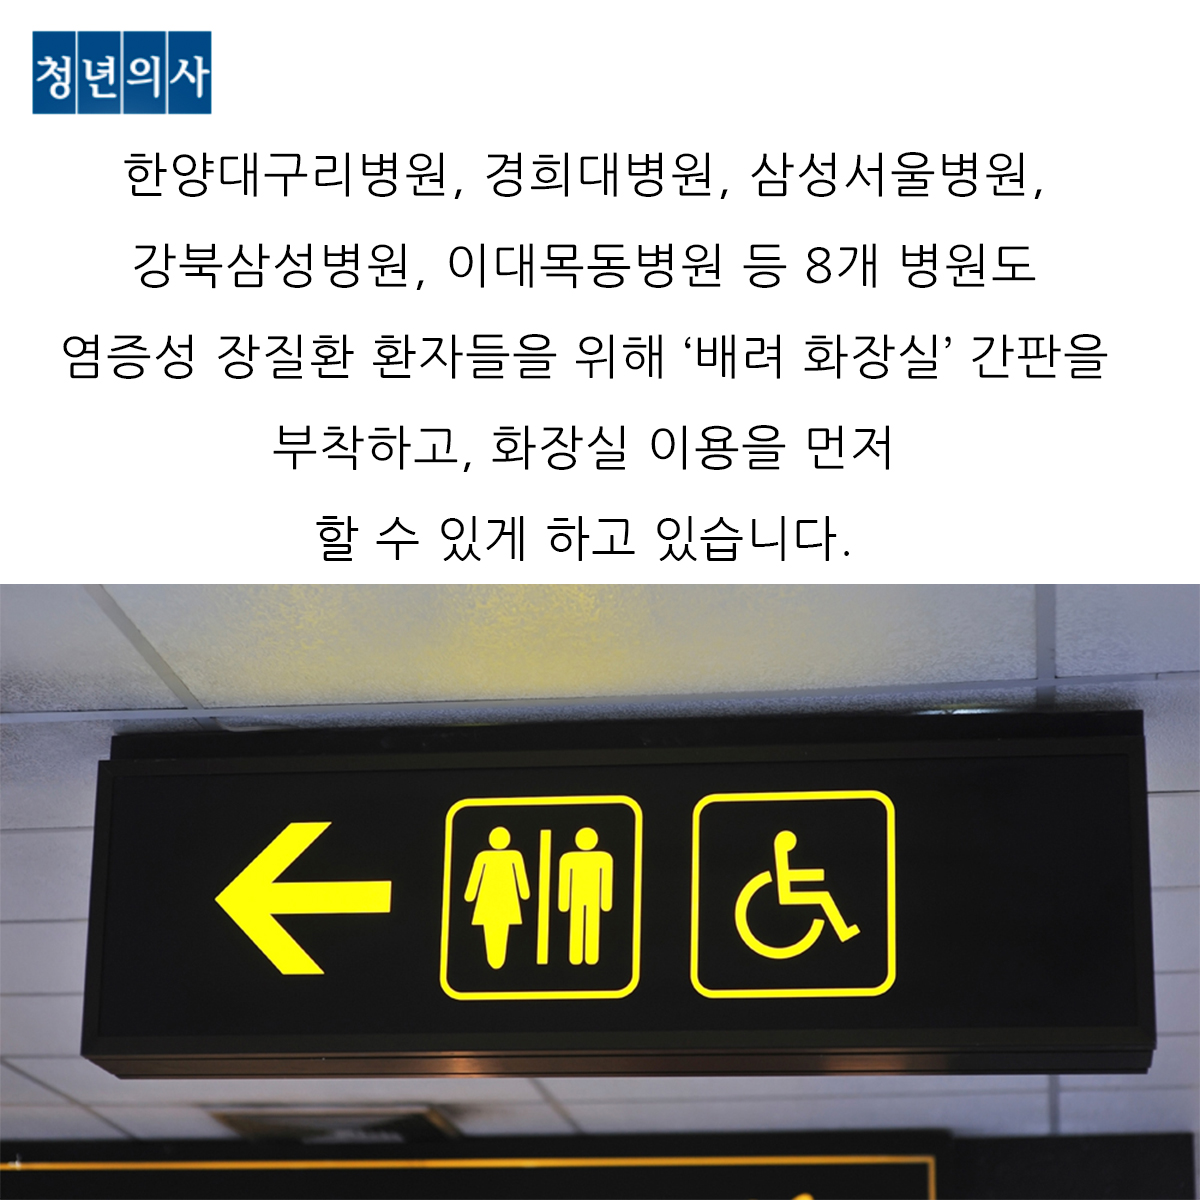 청년의사
한양대구리병원, 경희대병원, 삼성서울병원,
강북삼성병원, 이대목동병원 등 8개 병원도
염증성 장질환 환자들을 위해 ‘배려 화장실’ 간판을
부착하고, 화장실 이용을 먼저
할 수 있게 하고 있습니다.